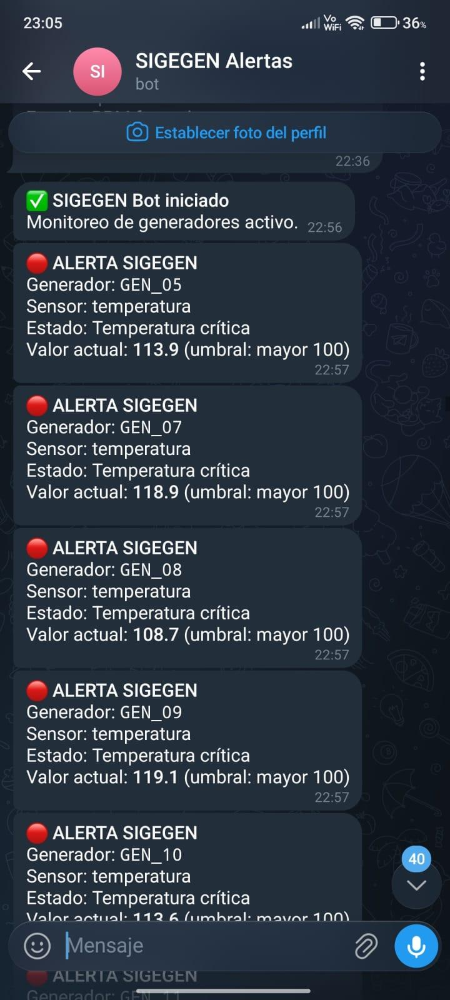 23:05
Vo
WiFi
36%
SI
SIGEGEN Alertas
bot
Establecer foto del perfil
22:36
✅ SIGEGEN Bot iniciado
Monitoreo de generadores activo. 22:56
🔴 ALERTA SIGEGEN
Generador: GEN_05
Sensor: temperatura
Estado: Temperatura crítica
Valor actual: 113.9 (umbral: mayor 100)
22:57
🔴 ALERTA SIGEGEN
Generador: GEN_07
Sensor: temperatura
Estado: Temperatura crítica
Valor actual: 118.9 (umbral: mayor 100)
22:57
🔴 ALERTA SIGEGEN
Generador: GEN_08
Sensor: temperatura
Estado: Temperatura crítica
Valor actual: 108.7 (umbral: mayor 100)
22:57
🔴 ALERTA SIGEGEN
Generador: GEN_09
Sensor: temperatura
Estado: Temperatura crítica
Valor actual: 119.1 (umbral: mayor 100)
22:57
🔴 ALERTA SIGEGEN
Generador: GEN_10
Sensor: temperatura
Estado: Temperatura crítica
Valor actual: 113.6 (umbral: mayor 100)
40
Mensaje
🔴 ALERTA SIGEGEN
Generador: GEN_11